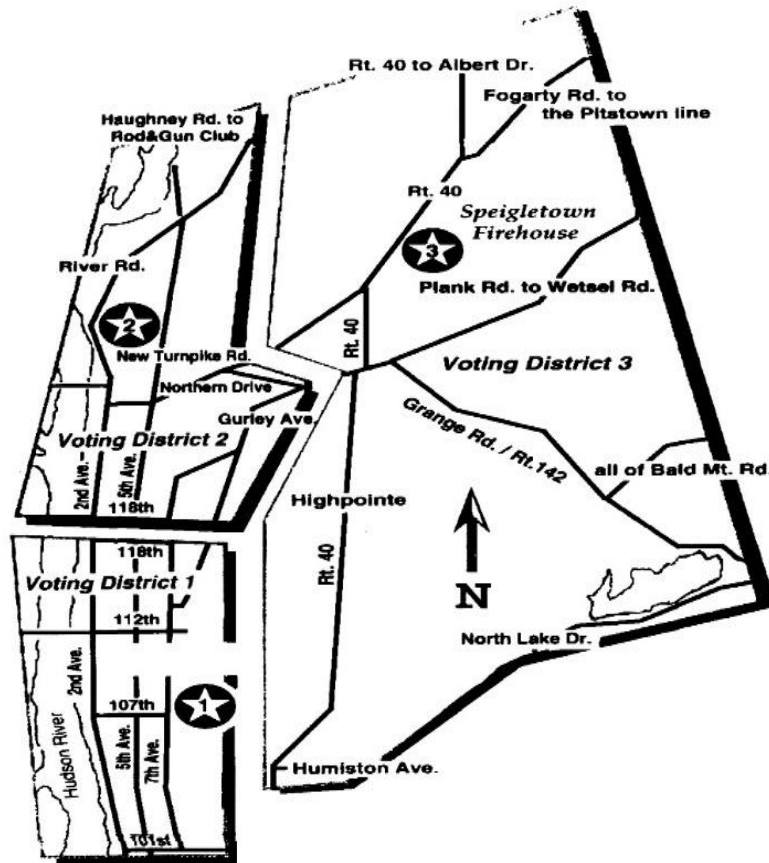 Rt. 40 to Albert Dr.
Fogarty Rd. to
the Pitstown line
Haughney Rd. to
Rod&Gun Club
Rt. 40
Speigletown
Firehouse
3
River Rd.
Plank Rd. to Wetsel Rd.
2
Rt. 40
New Turnpike Rd.
Voting District 3
Northern Drive
Gurley Ave.
Grange Rd. / Rt.142
Voting District 2
2nd Ave.
5th Ave.
all of Bald Mt. Rd.
118th
Highpointe
118th
Rt. 40
Voting District 1
N
112th
North Lake Dr.
2nd Ave.
107th
1
Hudson River
5th Ave.
7th Ave.
Humiston Ave.
101st